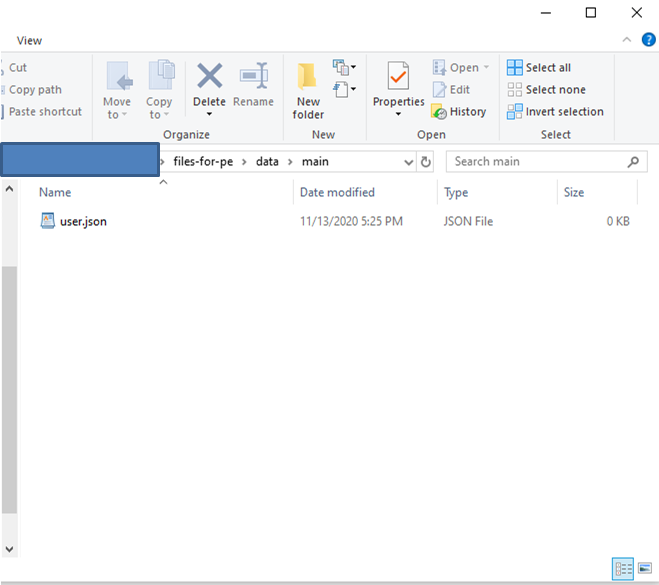 View
?
Cut
Copy path
Paste shortcut
Move to
Copy to
Delete
Rename
New folder
Properties
Open
Edit
History
Select all
Select none
Invert selection
Organize
New
Open
Select
files-for-pe > data > main
Search main
Name
Date modified
Type
Size
user.json
11/13/2020 5:25 PM
JSON File
0 KB